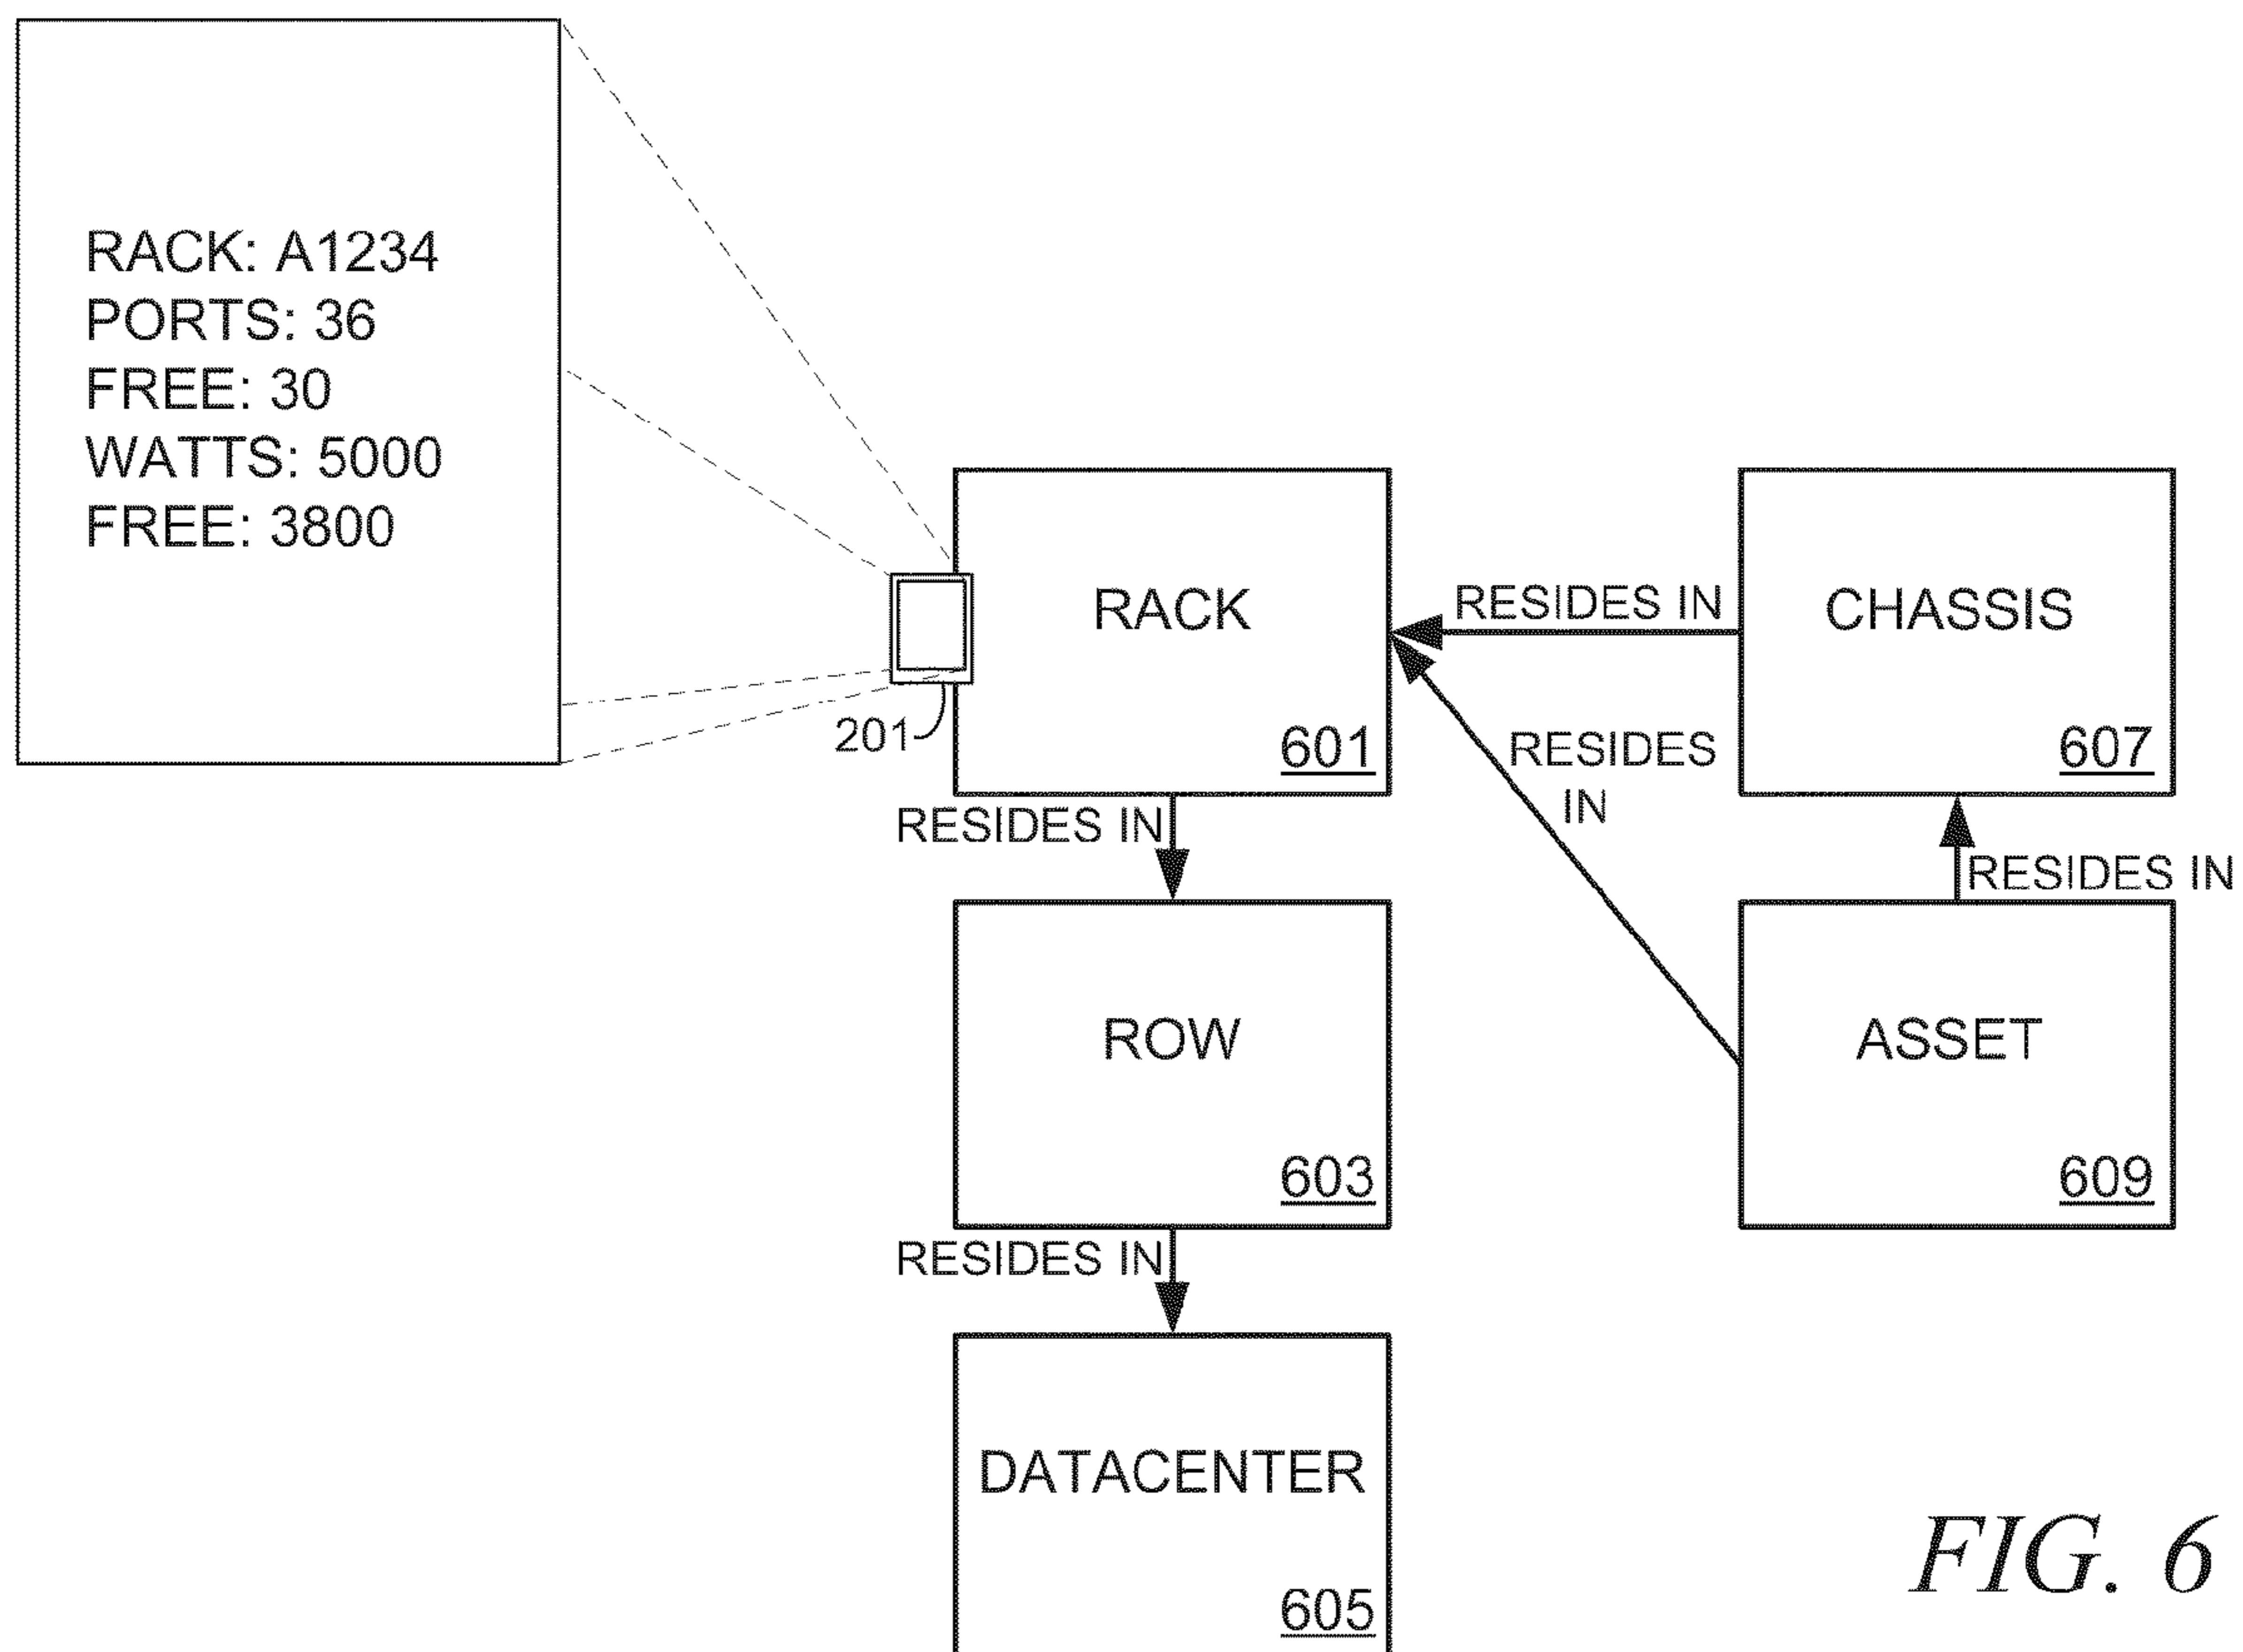 RACK: A1234
PORTS: 36
FREE: 30
WATTS: 5000
FREE: 3800
201
RACK
601
RESIDES IN
CHASSIS
607
RESIDES
IN
RESIDES IN
RESIDES IN
ROW
603
ASSET
609
RESIDES IN
DATACENTER
605
FIG. 6